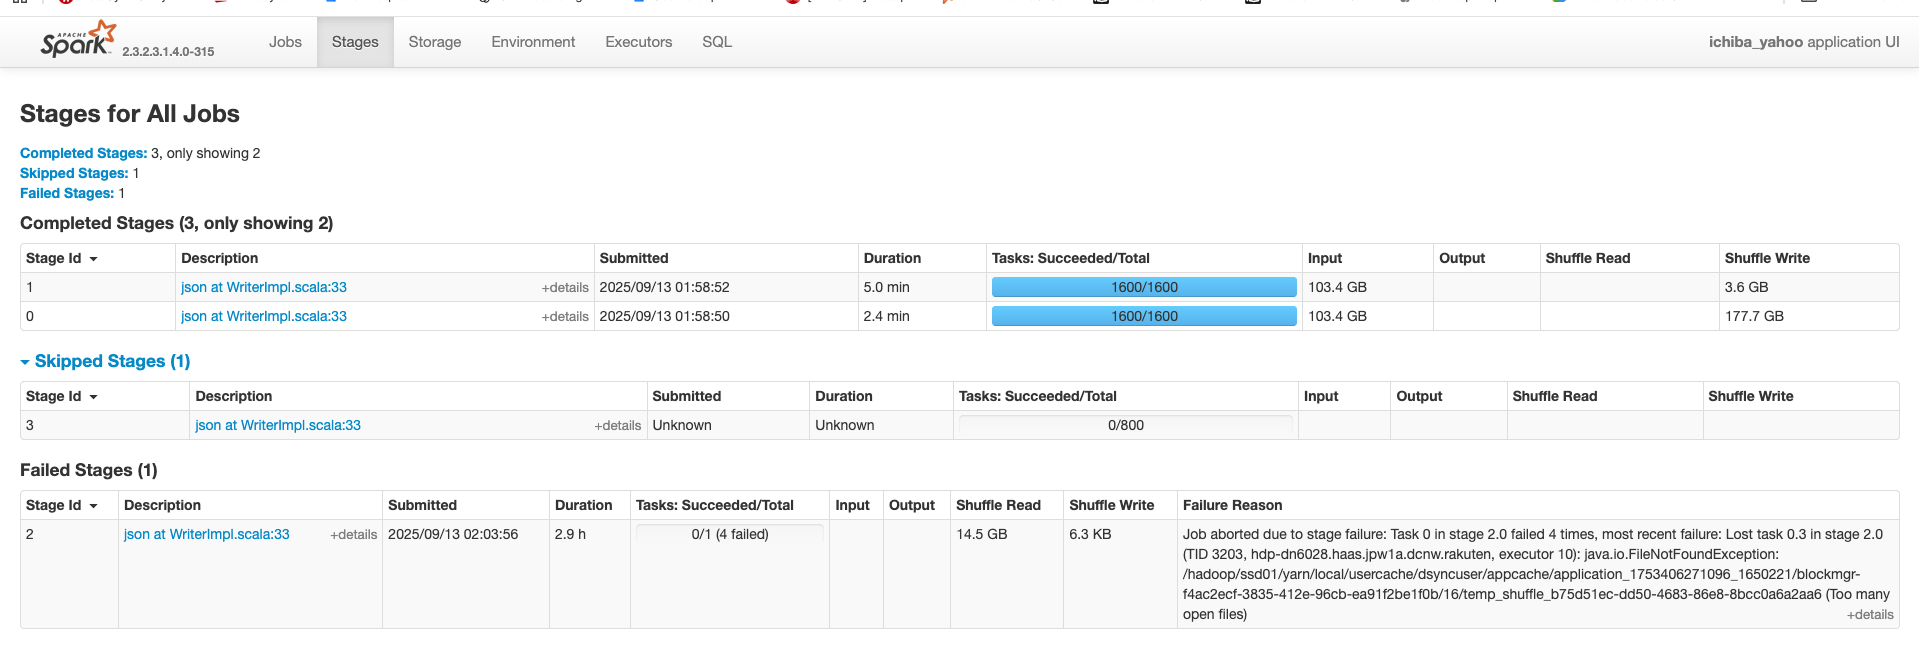 APACHE
Spark 2.3.2.3.1.4.0-315 Jobs Stages Storage Environment Executors SQL ichiba_yahoo application UI
Stages for All Jobs
Completed Stages: 3, only showing 2
Skipped Stages: 1
Failed Stages: 1
Completed Stages (3, only showing 2)
Stage Id Description Submitted Duration Tasks: Succeeded/Total Input Output Shuffle Read Shuffle Write
1 json at WriterImpl.scala:33 +details 2025/09/13 01:58:52 5.0 min 1600/1600 103.4 GB 3.6 GB
0 json at WriterImpl.scala:33 +details 2025/09/13 01:58:50 2.4 min 1600/1600 103.4 GB 177.7 GB
Skipped Stages (1)
Stage Id Description Submitted Duration Tasks: Succeeded/Total Input Output Shuffle Read Shuffle Write
3 json at WriterImpl.scala:33 +details Unknown Unknown 0/800
Failed Stages (1)
Stage Id Description Submitted Duration Tasks: Succeeded/Total Input Output Shuffle Read Shuffle Write Failure Reason
2 json at WriterImpl.scala:33 +details 2025/09/13 02:03:56 2.9 h 0/1 (4 failed) 14.5 GB 6.3 KB Job aborted due to stage failure: Task 0 in stage 2.0 failed 4 times, most recent failure: Lost task 0.3 in stage 2.0
(TID 3203, hdp-dn6028.haas.jpw1a.dcnw.rakuten, executor 10): java.io.FileNotFoundException:
/hadoop/ssd01/yarn/local/usercache/dsyncuser/appcache/application_1753406271096_1650221/blockmgr-
f4ac2ecf-3835-412e-96cb-ea91f2be1f0b/16/temp_shuffle_b75d51ec-dd50-4683-86e8-8bcc0a6a2aa6 (Too many
open files) +details